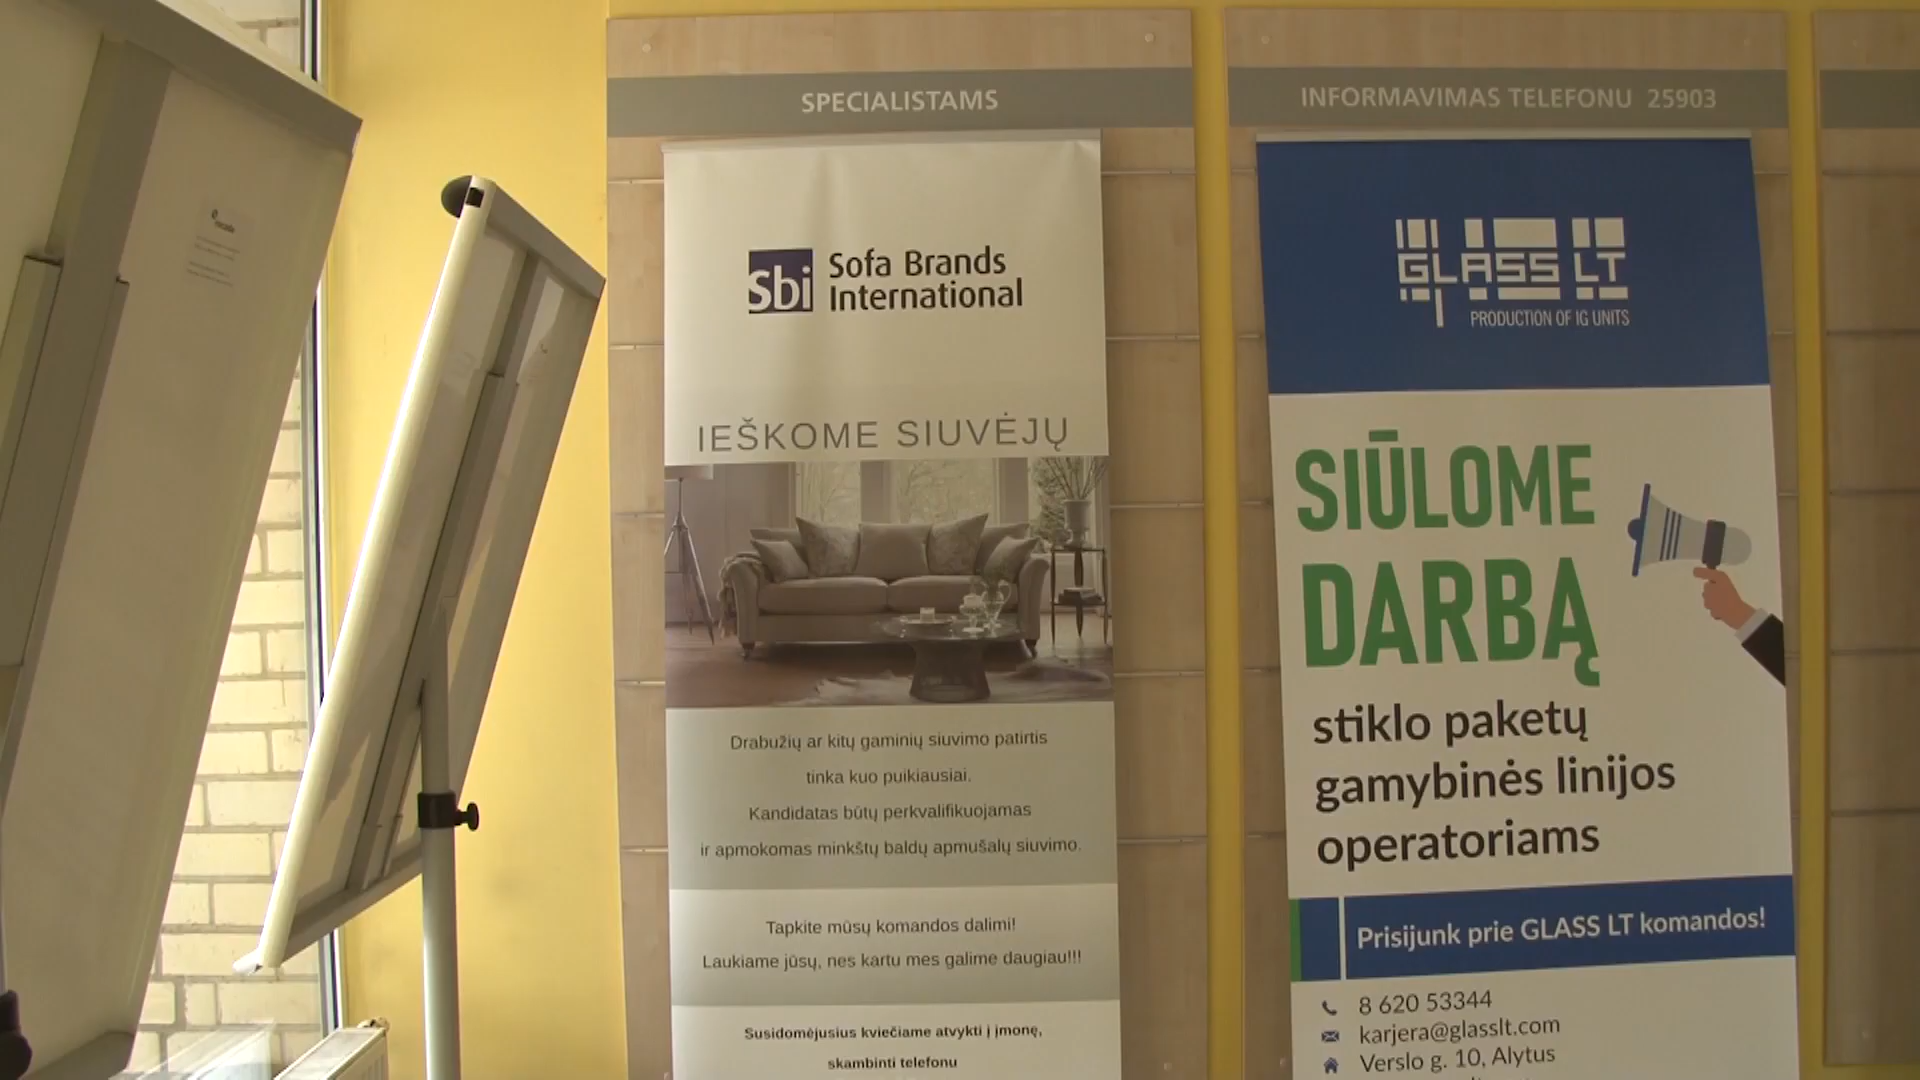 SPECIALISTAMS
Sbi Sofa Brands
International
IEŠKOME SIUVĖJŲ
Drabužių ar kitų gaminių siuvimo patirtis
tinka kuo puikiausiai.
Kandidatas būtų perkvalifikuojamas
ir apmokomas minkštų baldų apmušalų siuvimo.
Tapkite mūsų komandos dalimi!
Laukiame jūsų, nes kartu mes galime daugiau!!!
Susidomėjusius kviečiame atvykti į įmonę,
skambinti telefonu
INFORMAVIMAS TELEFONU 25903
GLASS LT
PRODUCTION OF IG UNITS
SIŪLOME
DARBĄ
stiklo paketų
gamybinės linijos
operatoriams
Prisijunk prie GLASS LT komandos!
8 620 53344
karjera@glasslt.com
Verslo g. 10, Alytus